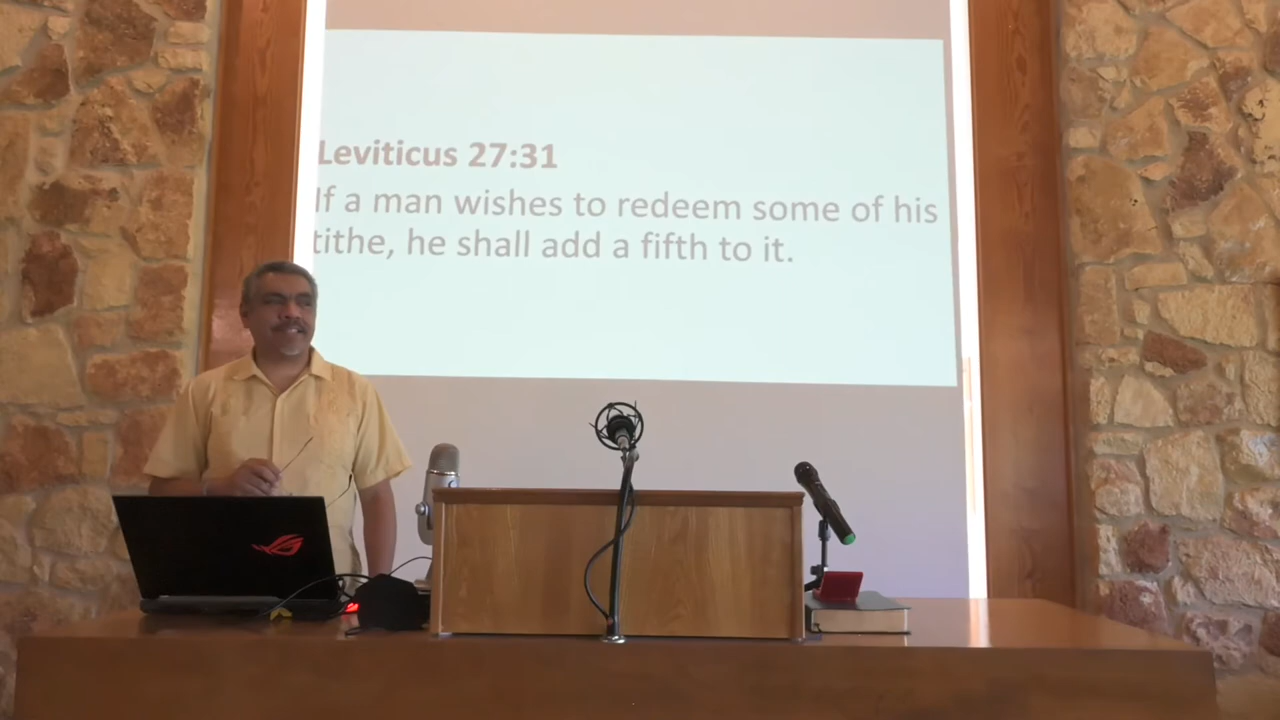 Leviticus 27:31
If a man wishes to redeem some of his
tithe, he shall add a fifth to it.